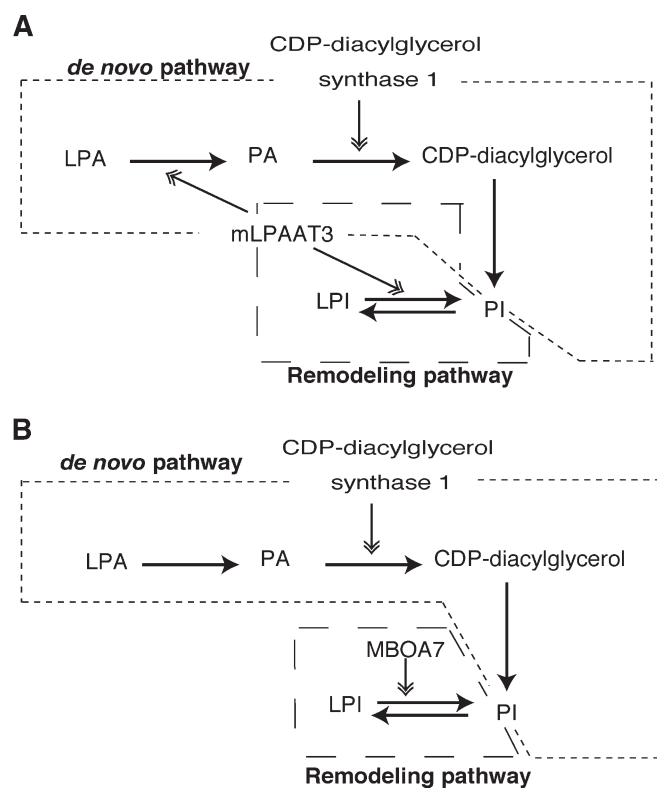 A
CDP-diacylglycerol
de novo pathway
synthase 1
LPA PA CDP-diacylglycerol
mLPAAT3
LPI PI
Remodeling pathway
B
CDP-diacylglycerol
de novo pathway
synthase 1
LPA PA CDP-diacylglycerol
MBOA7
LPI PI
Remodeling pathway